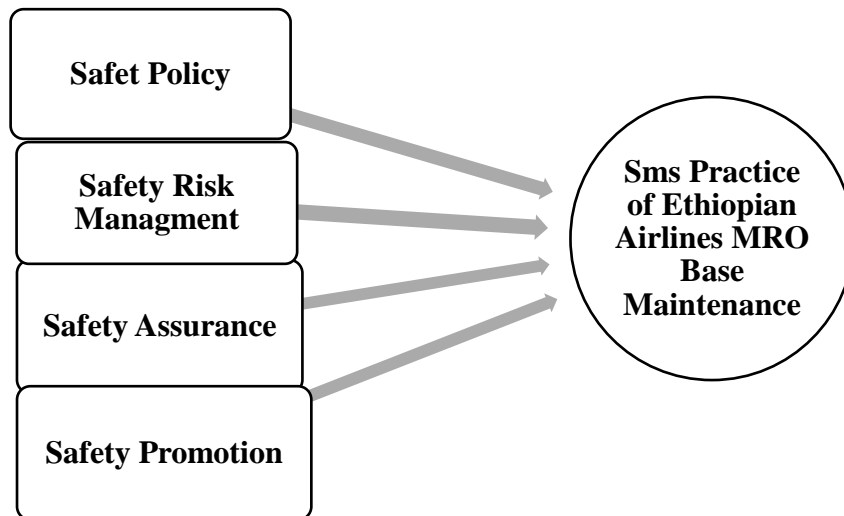 Safet Policy
Safety Risk
Managment
Safety Assurance
Safety Promotion
Sms Practice
of Ethiopian
Airlines MRO
Base
Maintenance